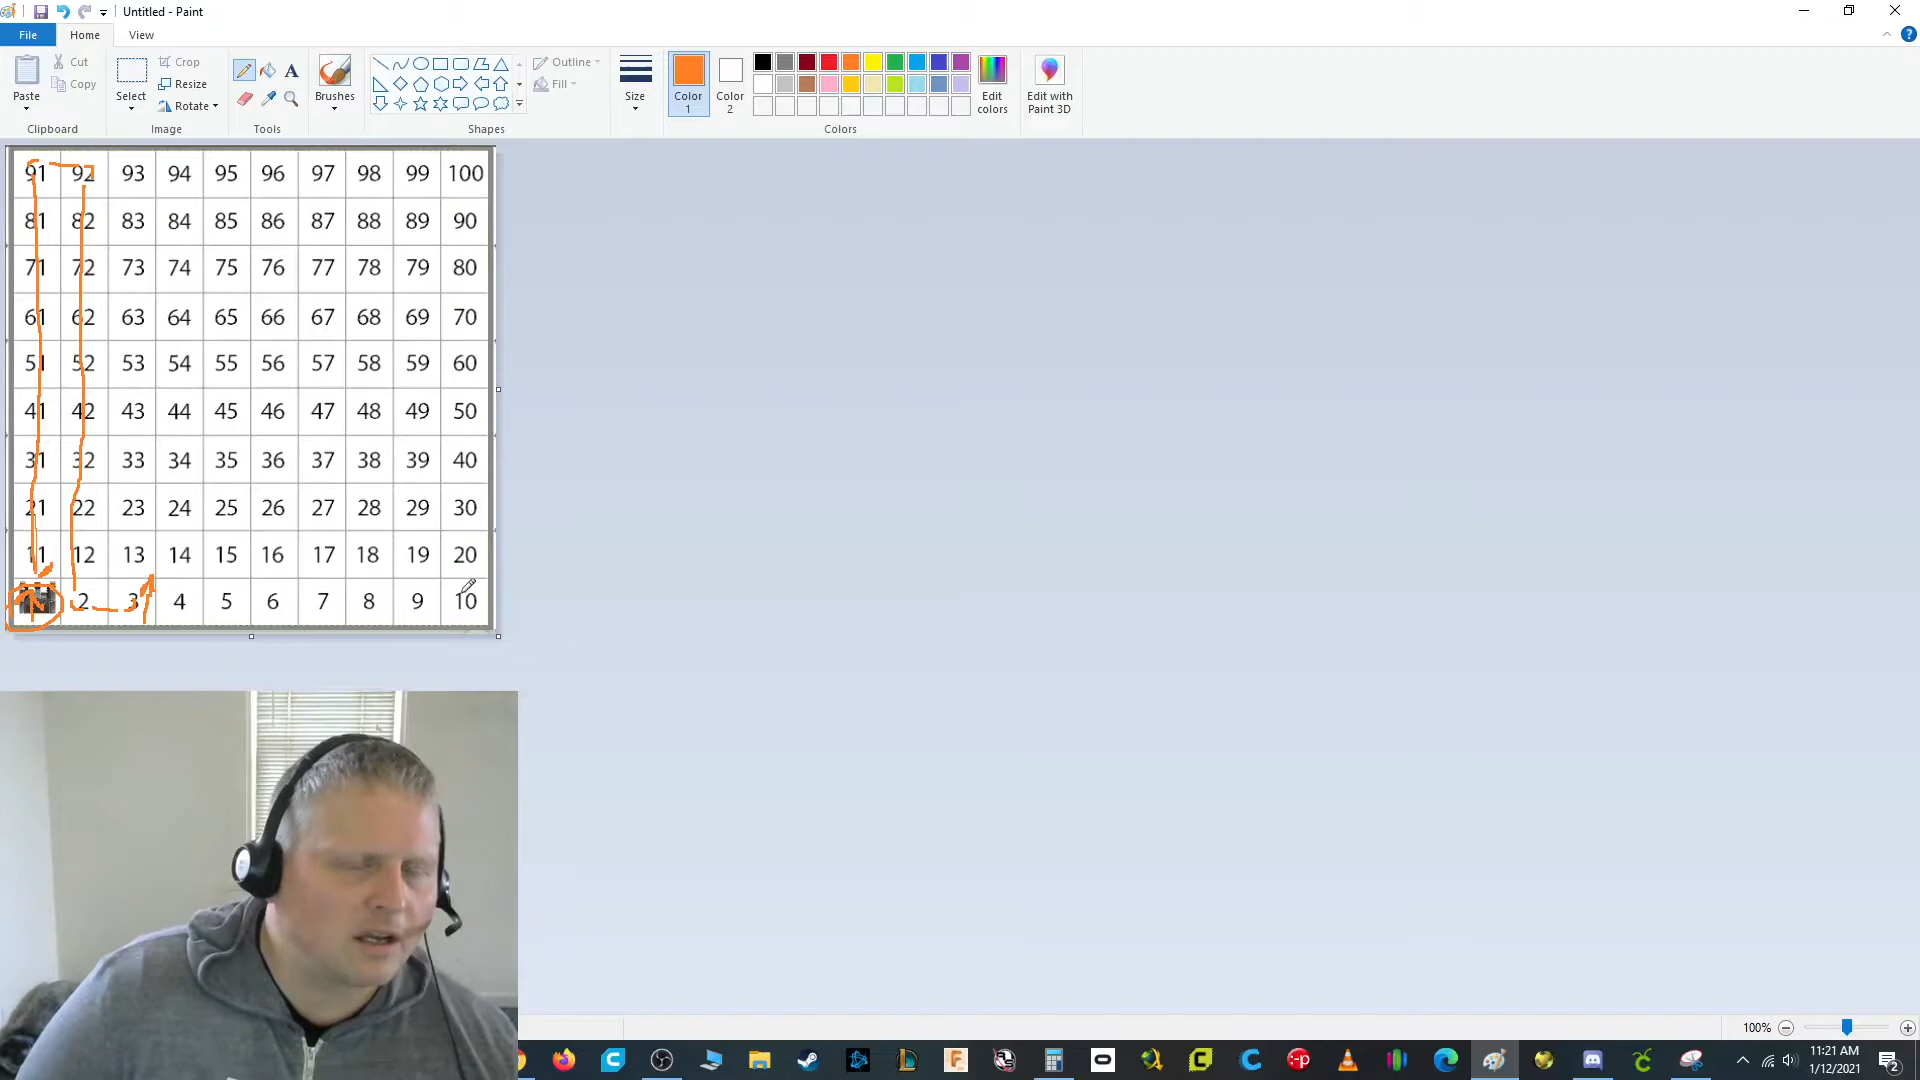 Untitled - Paint
File Home View
Paste
Cut
Copy
Clipboard
Select
Crop
Resize
Rotate
Image
Tools
Brushes
Shapes
Outline
Fill
Size
Color 1
Color 2
Colors
Edit colors
Edit with Paint 3D
91 92 93 94 95 96 97 98 99 100
81 82 83 84 85 86 87 88 89 90
71 72 73 74 75 76 77 78 79 80
61 62 63 64 65 66 67 68 69 70
51 52 53 54 55 56 57 58 59 60
41 42 43 44 45 46 47 48 49 50
31 32 33 34 35 36 37 38 39 40
21 22 23 24 25 26 27 28 29 30
11 12 13 14 15 16 17 18 19 20
2 3 4 5 6 7 8 9 10
100%
11:21 AM
1/12/2021
2